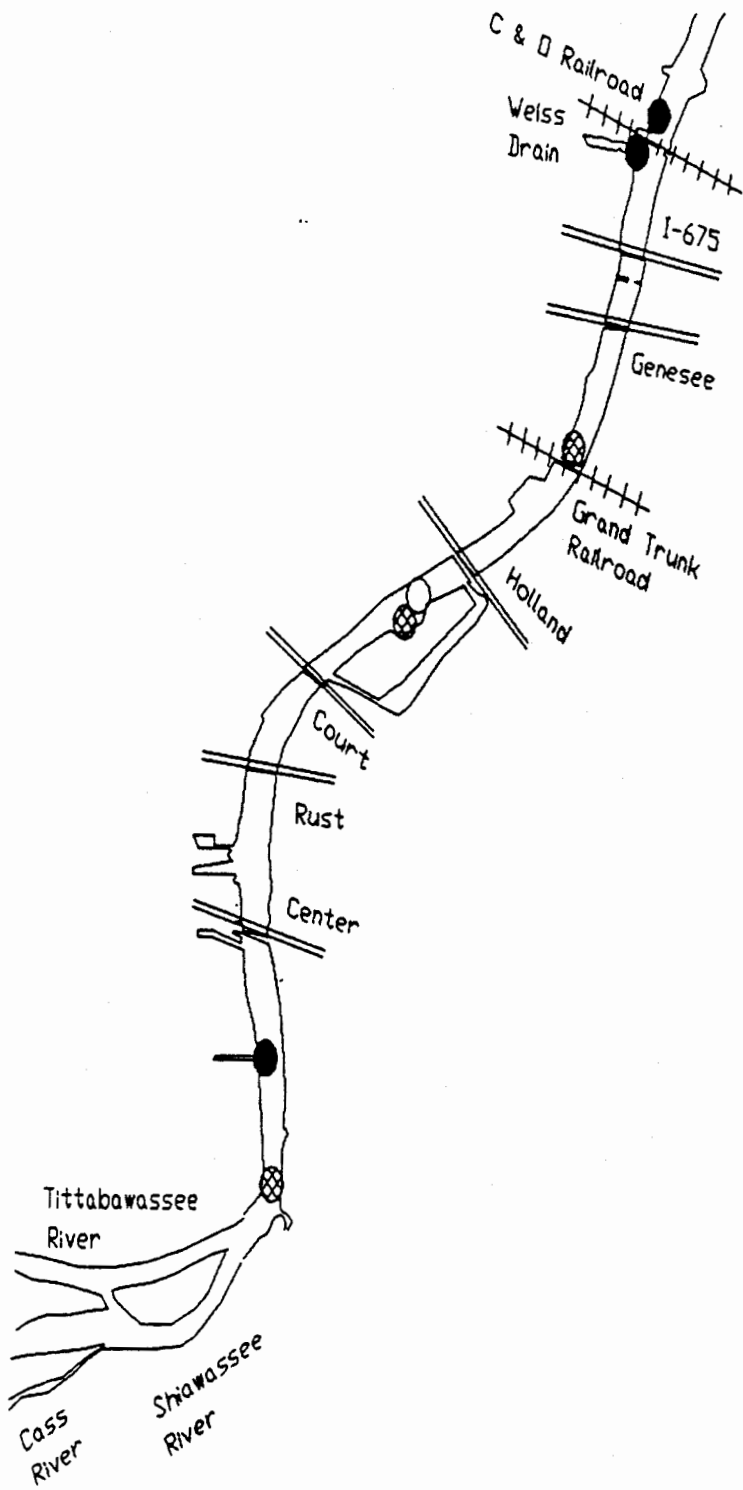 C & O Railroad
Weiss
Drain
I-675
Genesee
Grand Trunk
Railroad
Holland
Court
Rust
Center
Tittabawassee
River
Shiawassee
River
Cass
River